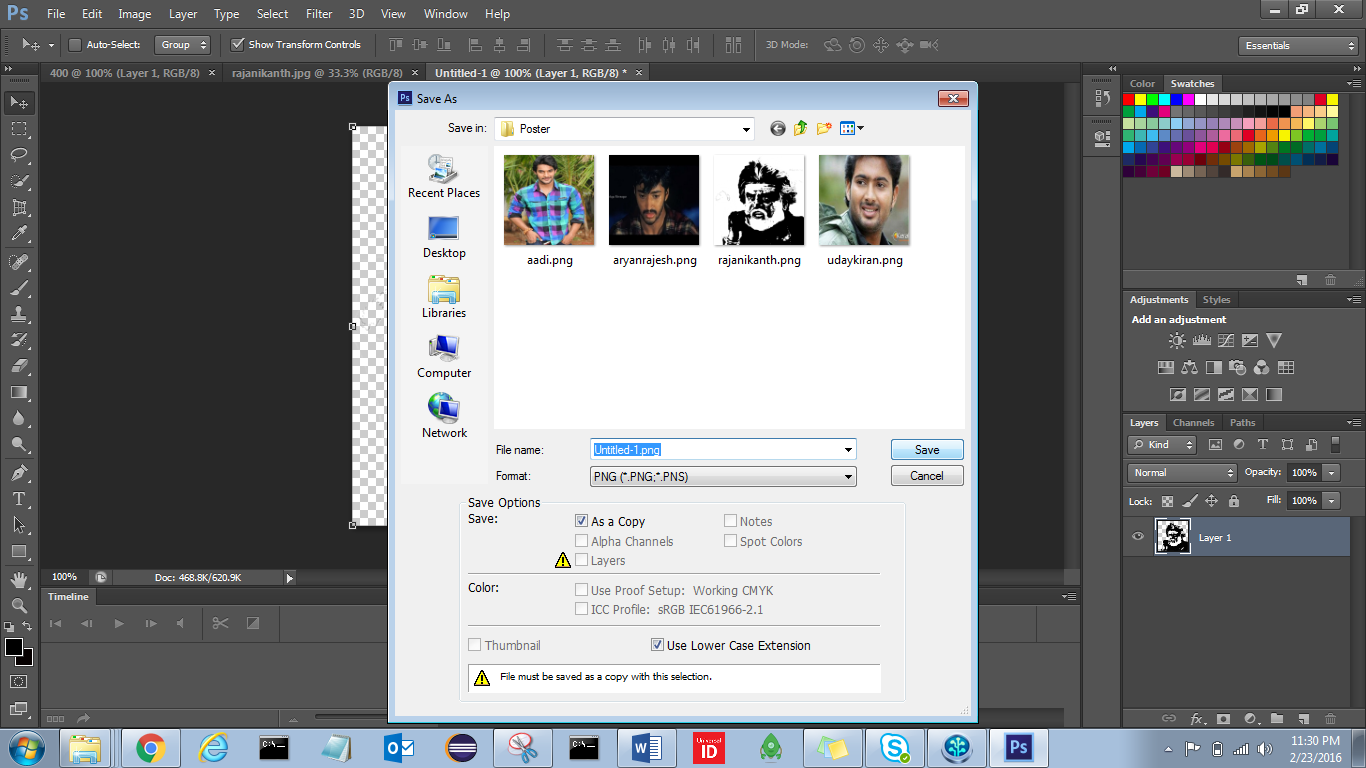 Ps File Edit Image Layer Type Select Filter 3D View Window Help
Auto-Select: Group Show Transform Controls 3D Mode: Essentials
400 @ 100% (Layer 1, RGB/8) × rajanikanth.jpg @ 33.3% (RGB/8) × Untitled-1 @ 100% (Layer 1, RGB/8) * ×
Color Swatches
Ps Save As
Save in: Poster
Recent Places
Desktop
Libraries
Computer
Network
aadi.png aryanrajesh.png rajanikanth.png udaykiran.png
File name: Untitled-1.png Save
Format: PNG (*.PNG;*.PNS) Cancel
Save Options
Save: As a Copy Notes
Alpha Channels Spot Colors
Layers
Color: Use Proof Setup: Working CMYK
ICC Profile: sRGB IEC61966-2.1
Thumbnail Use Lower Case Extension
File must be saved as a copy with this selection.
Adjustments Styles
Add an adjustment
Layers Channels Paths
Kind
Normal Opacity: 100%
Lock: Fill: 100%
Layer 1
fx
100% Doc: 468.8K/620.9K
Timeline
C:\_ C:\_ Universal ID Ps
11:30 PM
2/23/2016